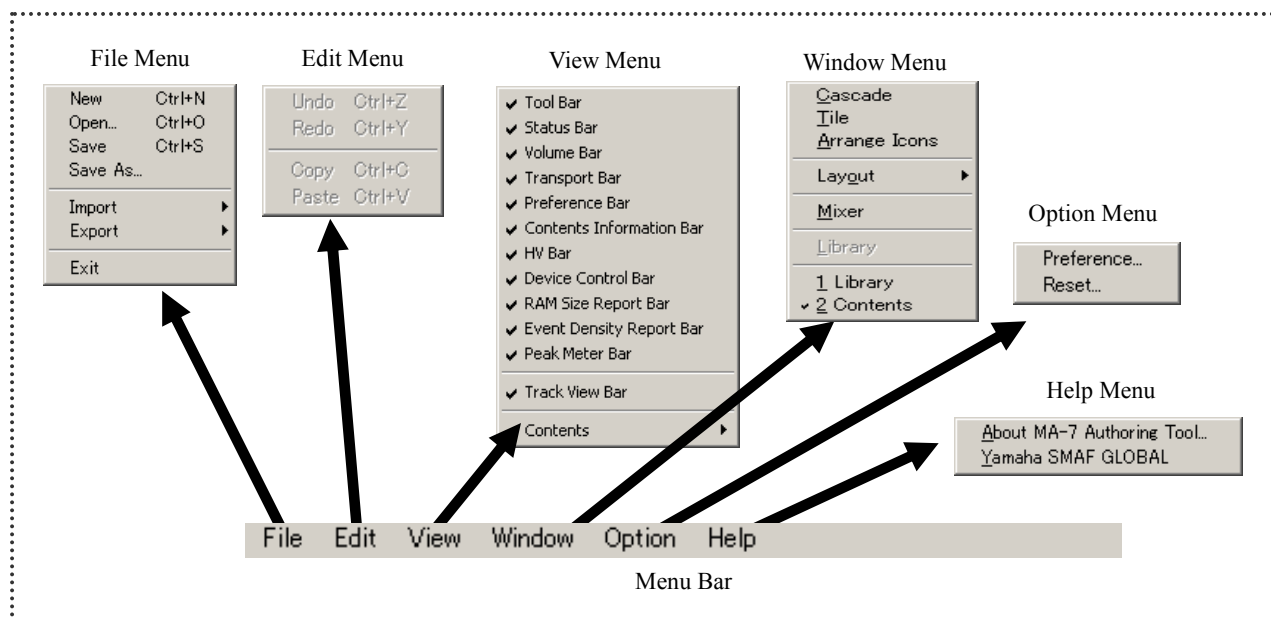 File Menu
New Ctrl+N
Open... Ctrl+O
Save Ctrl+S
Save As...
Import
Export
Exit
Edit Menu
Undo Ctrl+Z
Redo Ctrl+Y
Copy Ctrl+C
Paste Ctrl+V
View Menu
Tool Bar
Status Bar
Volume Bar
Transport Bar
Preference Bar
Contents Information Bar
HV Bar
Device Control Bar
RAM Size Report Bar
Event Density Report Bar
Peak Meter Bar
Track View Bar
Contents
Window Menu
Cascade
Tile
Arrange Icons
Layout
Mixer
Library
1 Library
2 Contents
Option Menu
Preference...
Reset...
Help Menu
About MA-7 Authoring Tool...
Yamaha SMAF GLOBAL
File Edit View Window Option Help
Menu Bar